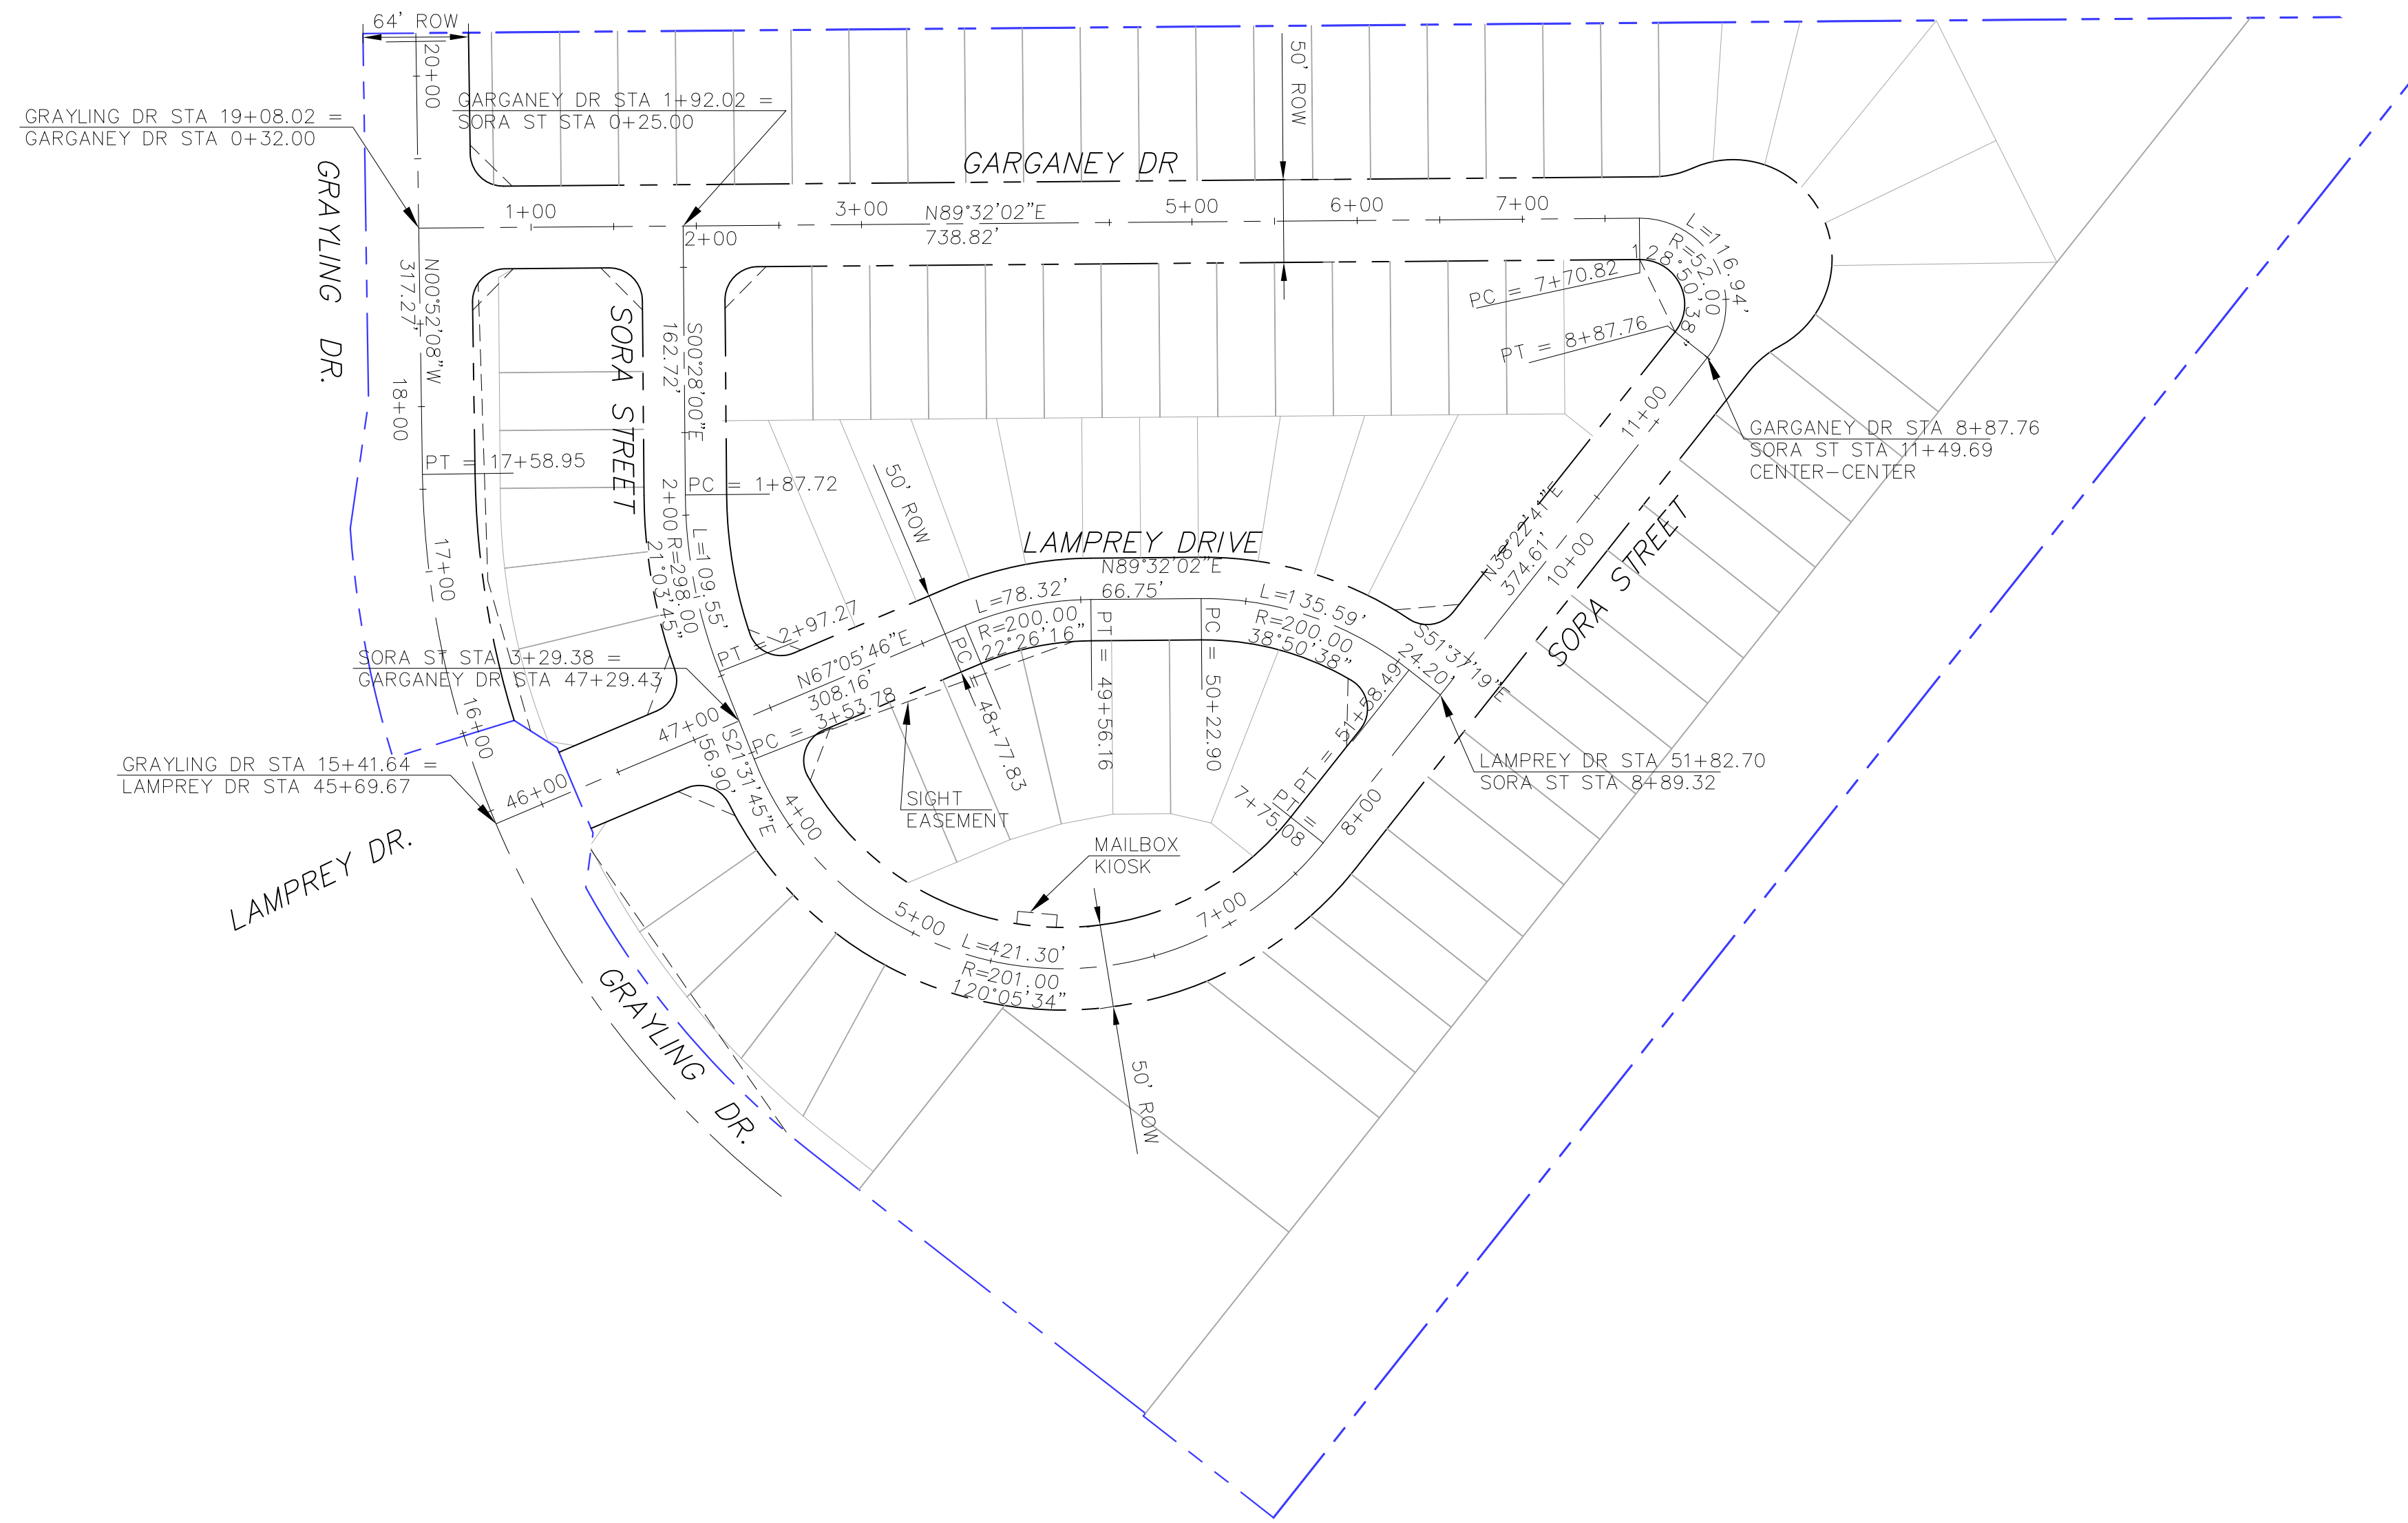 64' ROW
20+00
GRAYLING DR STA 19+08.02 =
GARGANEY DR STA 0+32.00
GARGANEY DR STA 1+92.02 =
SORA ST STA 0+25.00
50' ROW
GARGANEY DR
GRAYLING DR.
1+00
2+00
3+00
N89°32'02"E
738.82'
5+00
6+00
7+00
L=116.94'
R=52.00
128°50'38"
PC = 7+70.82
PT = 8+87.76
N00°52'08"W
317.27'
18+00
SORA STREET
S00°28'00"E
162.72'
11+00
GARGANEY DR STA 8+87.76
SORA ST STA 11+49.69
CENTER-CENTER
PT = 17+58.95
PC = 1+87.72
2+00
50' ROW
LAMPREY DRIVE
N89°32'02"E
66.75'
N38°22'41"E
374.61'
10+00
SORA STREET
17+00
L=109.55'
R=298.00
21°03'45"
L=78.32'
R=200.00
22°26'16"
L=135.59'
R=200.00
38°50'38"
S51°37'19"E
24.20'
PT = 2+97.27
N67°05'46"E
308.16'
PC = 3+53.78
PC = 48+77.83
PT = 49+56.16
PC = 50+22.90
PT = 51+58.49
SORA ST STA 3+29.38 =
GARGANEY DR STA 47+29.43
16+00
47+00
S21°31'45"E
56.90'
46+00
GRAYLING DR STA 15+41.64 =
LAMPREY DR STA 45+69.67
LAMPREY DR STA 51+82.70
SORA ST STA 8+89.32
LAMPREY DR.
4+00
SIGHT
EASEMENT
MAILBOX
KIOSK
PT =
7+75.08
8+00
5+00
7+00
L=421.30'
R=201.00
120°05'34"
GRAYLING DR.
50' ROW